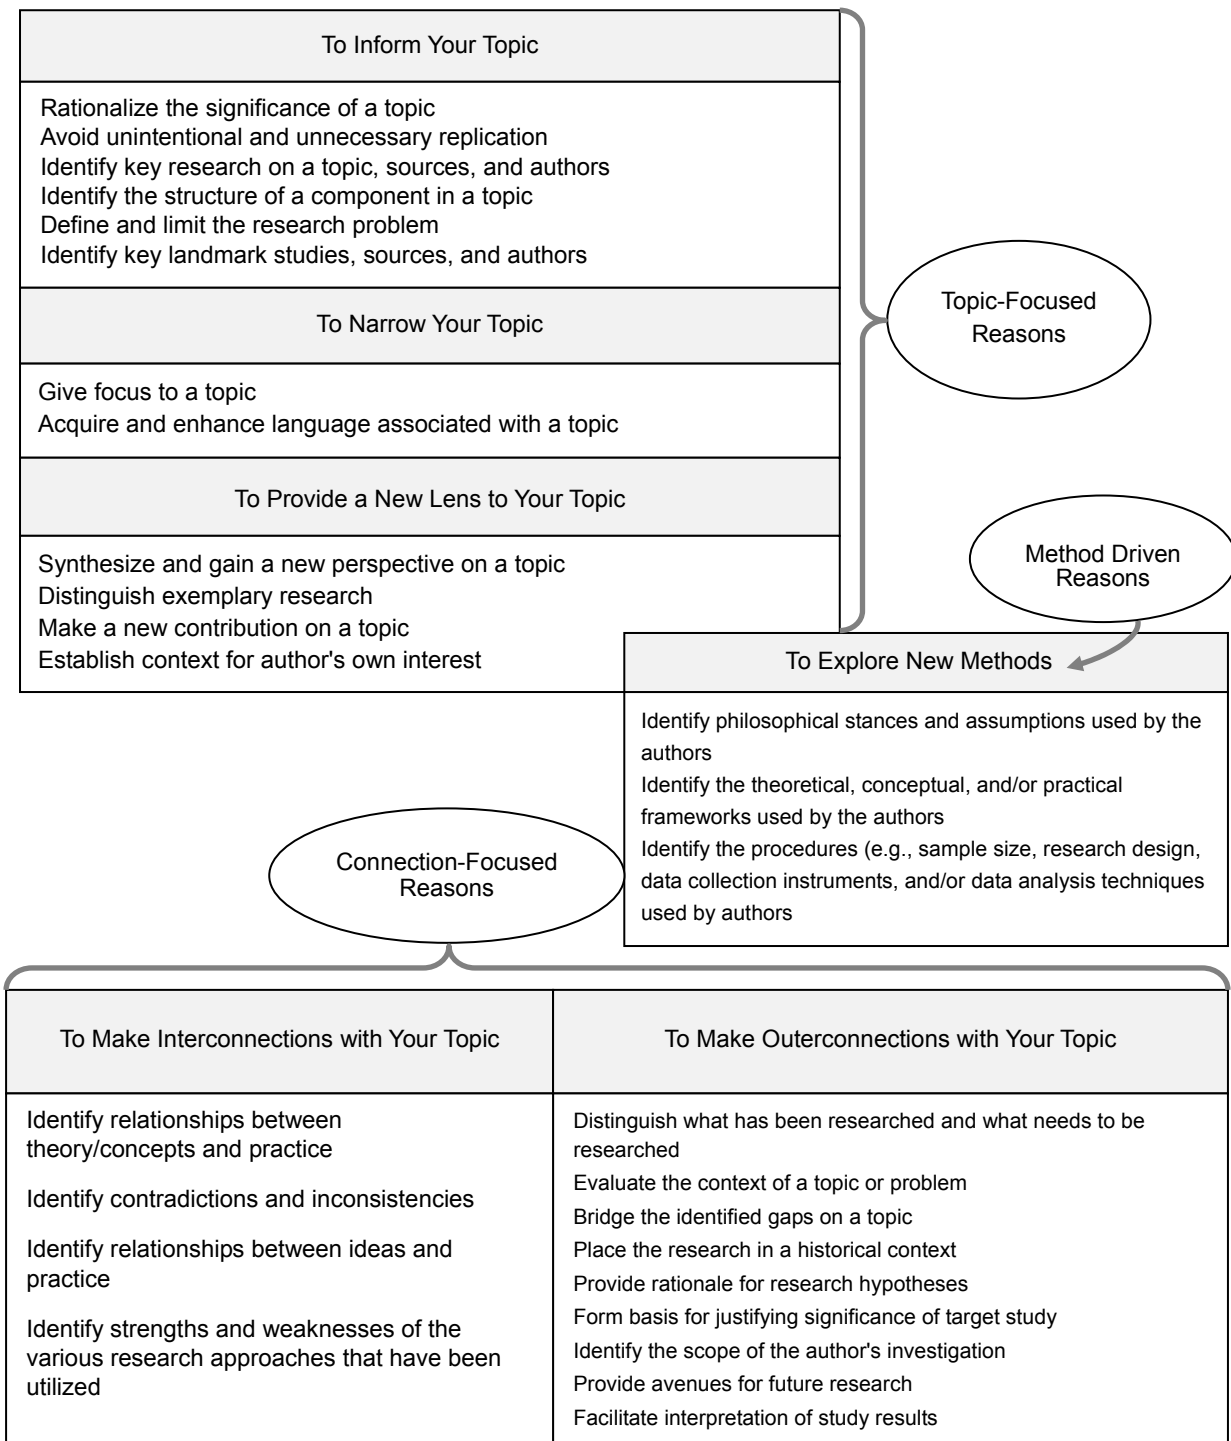 To Inform Your Topic
Rationalize the significance of a topic
Avoid unintentional and unnecessary replication
Identify key research on a topic, sources, and authors
Identify the structure of a component in a topic
Define and limit the research problem
Identify key landmark studies, sources, and authors
To Narrow Your Topic
Give focus to a topic
Acquire and enhance language associated with a topic
To Provide a New Lens to Your Topic
Synthesize and gain a new perspective on a topic
Distinguish exemplary research
Make a new contribution on a topic
Establish context for author's own interest
Topic-Focused
Reasons
Method Driven
Reasons
To Explore New Methods
Identify philosophical stances and assumptions used by the
authors
Identify the theoretical, conceptual, and/or practical
frameworks used by the authors
Identify the procedures (e.g., sample size, research design,
data collection instruments, and/or data analysis techniques
used by authors
Connection-Focused
Reasons
To Make Interconnections with Your Topic
Identify relationships between
theory/concepts and practice
Identify contradictions and inconsistencies
Identify relationships between ideas and
practice
Identify strengths and weaknesses of the
various research approaches that have been
utilized
To Make Outerconnections with Your Topic
Distinguish what has been researched and what needs to be
researched
Evaluate the context of a topic or problem
Bridge the identified gaps on a topic
Place the research in a historical context
Provide rationale for research hypotheses
Form basis for justifying significance of target study
Identify the scope of the author's investigation
Provide avenues for future research
Facilitate interpretation of study results